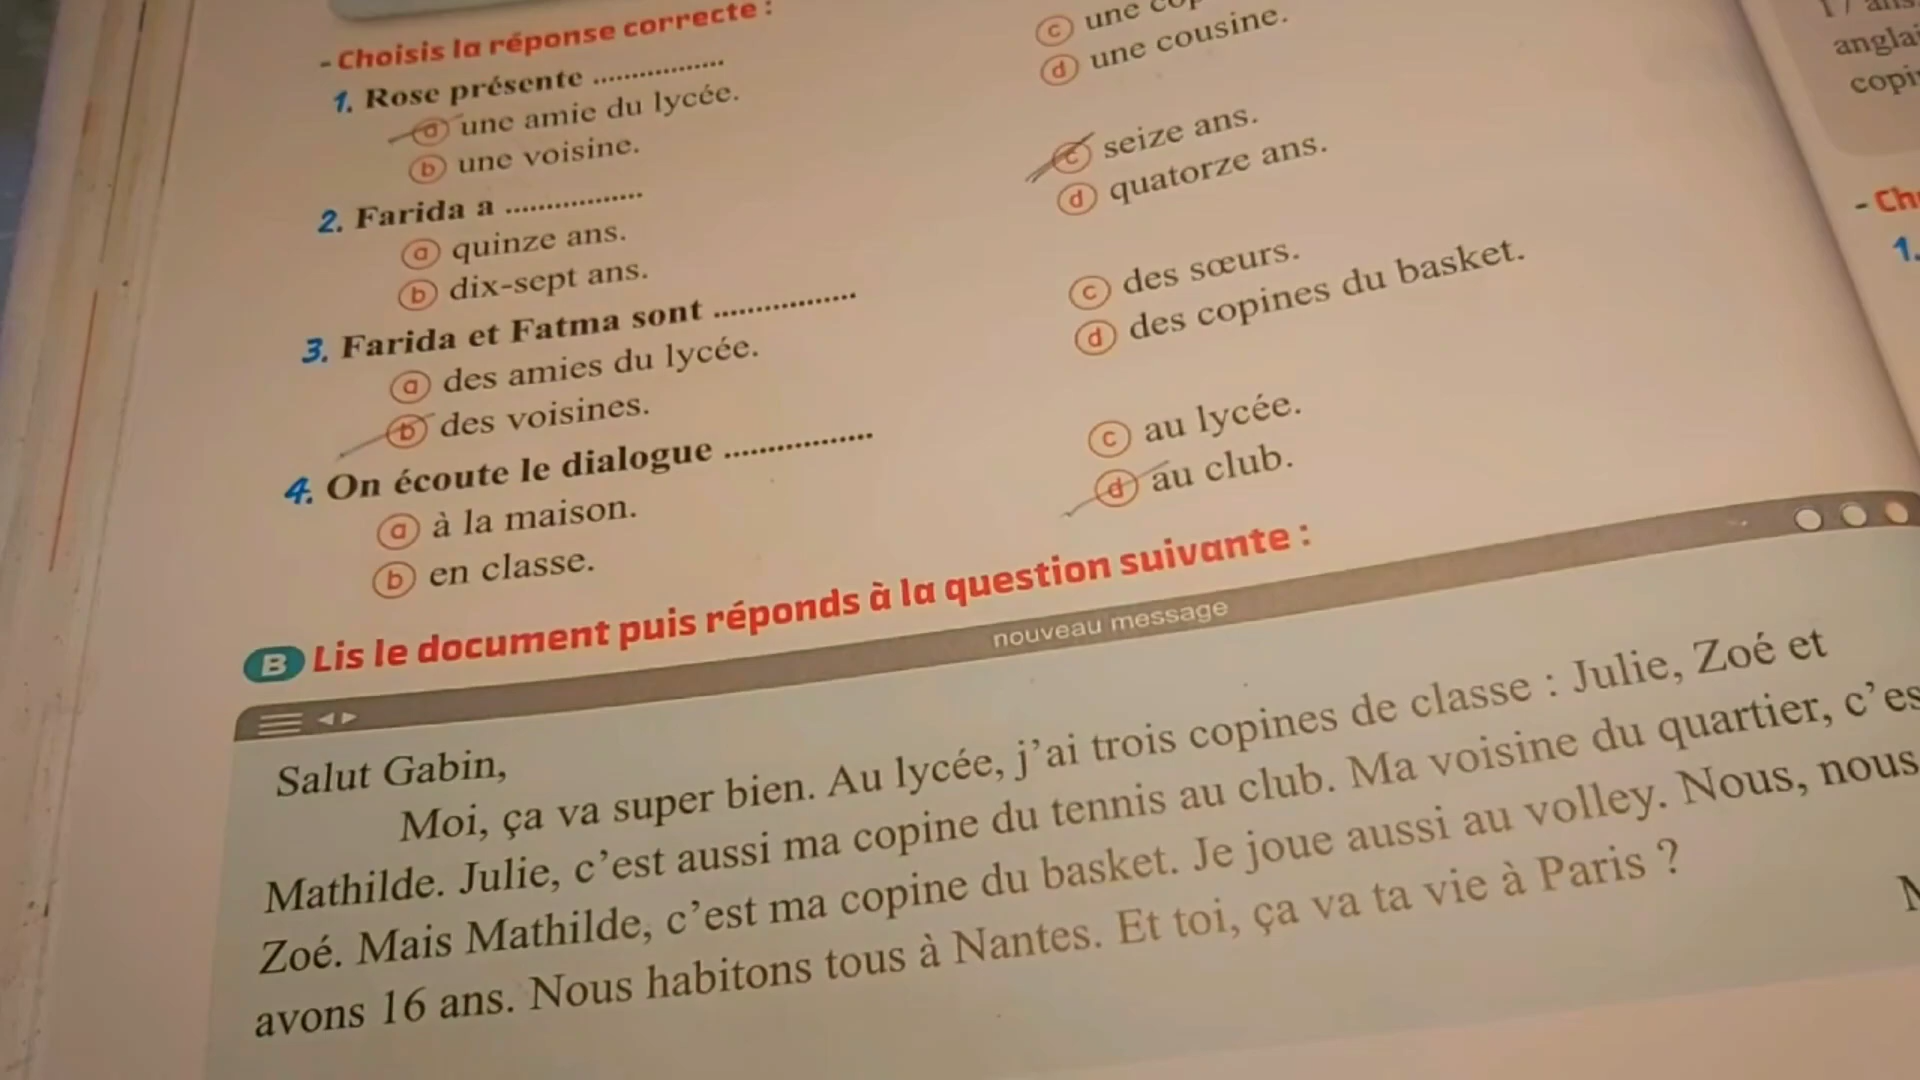 - Choisis la réponse correcte :
1. Rose présente ................
a une amie du lycée.
b une voisine.
c une
d une cousine.
2. Farida a ................
a quinze ans.
b dix-sept ans.
c seize ans.
d quatorze ans.
3. Farida et Fatma sont ................
a des amies du lycée.
b des voisines.
c des sœurs.
d des copines du basket.
4. On écoute le dialogue ................
a à la maison.
b en classe.
c au lycée.
d au club.
B Lis le document puis réponds à la question suivante :
nouveau message
Salut Gabin,
Moi, ça va super bien. Au lycée, j'ai trois copines de classe : Julie, Zoé et
Mathilde. Julie, c'est aussi ma copine du tennis au club. Ma voisine du quartier, c'es
Zoé. Mais Mathilde, c'est ma copine du basket. Je joue aussi au volley. Nous, nous
avons 16 ans. Nous habitons tous à Nantes. Et toi, ça va ta vie à Paris ?
- Ch
1.